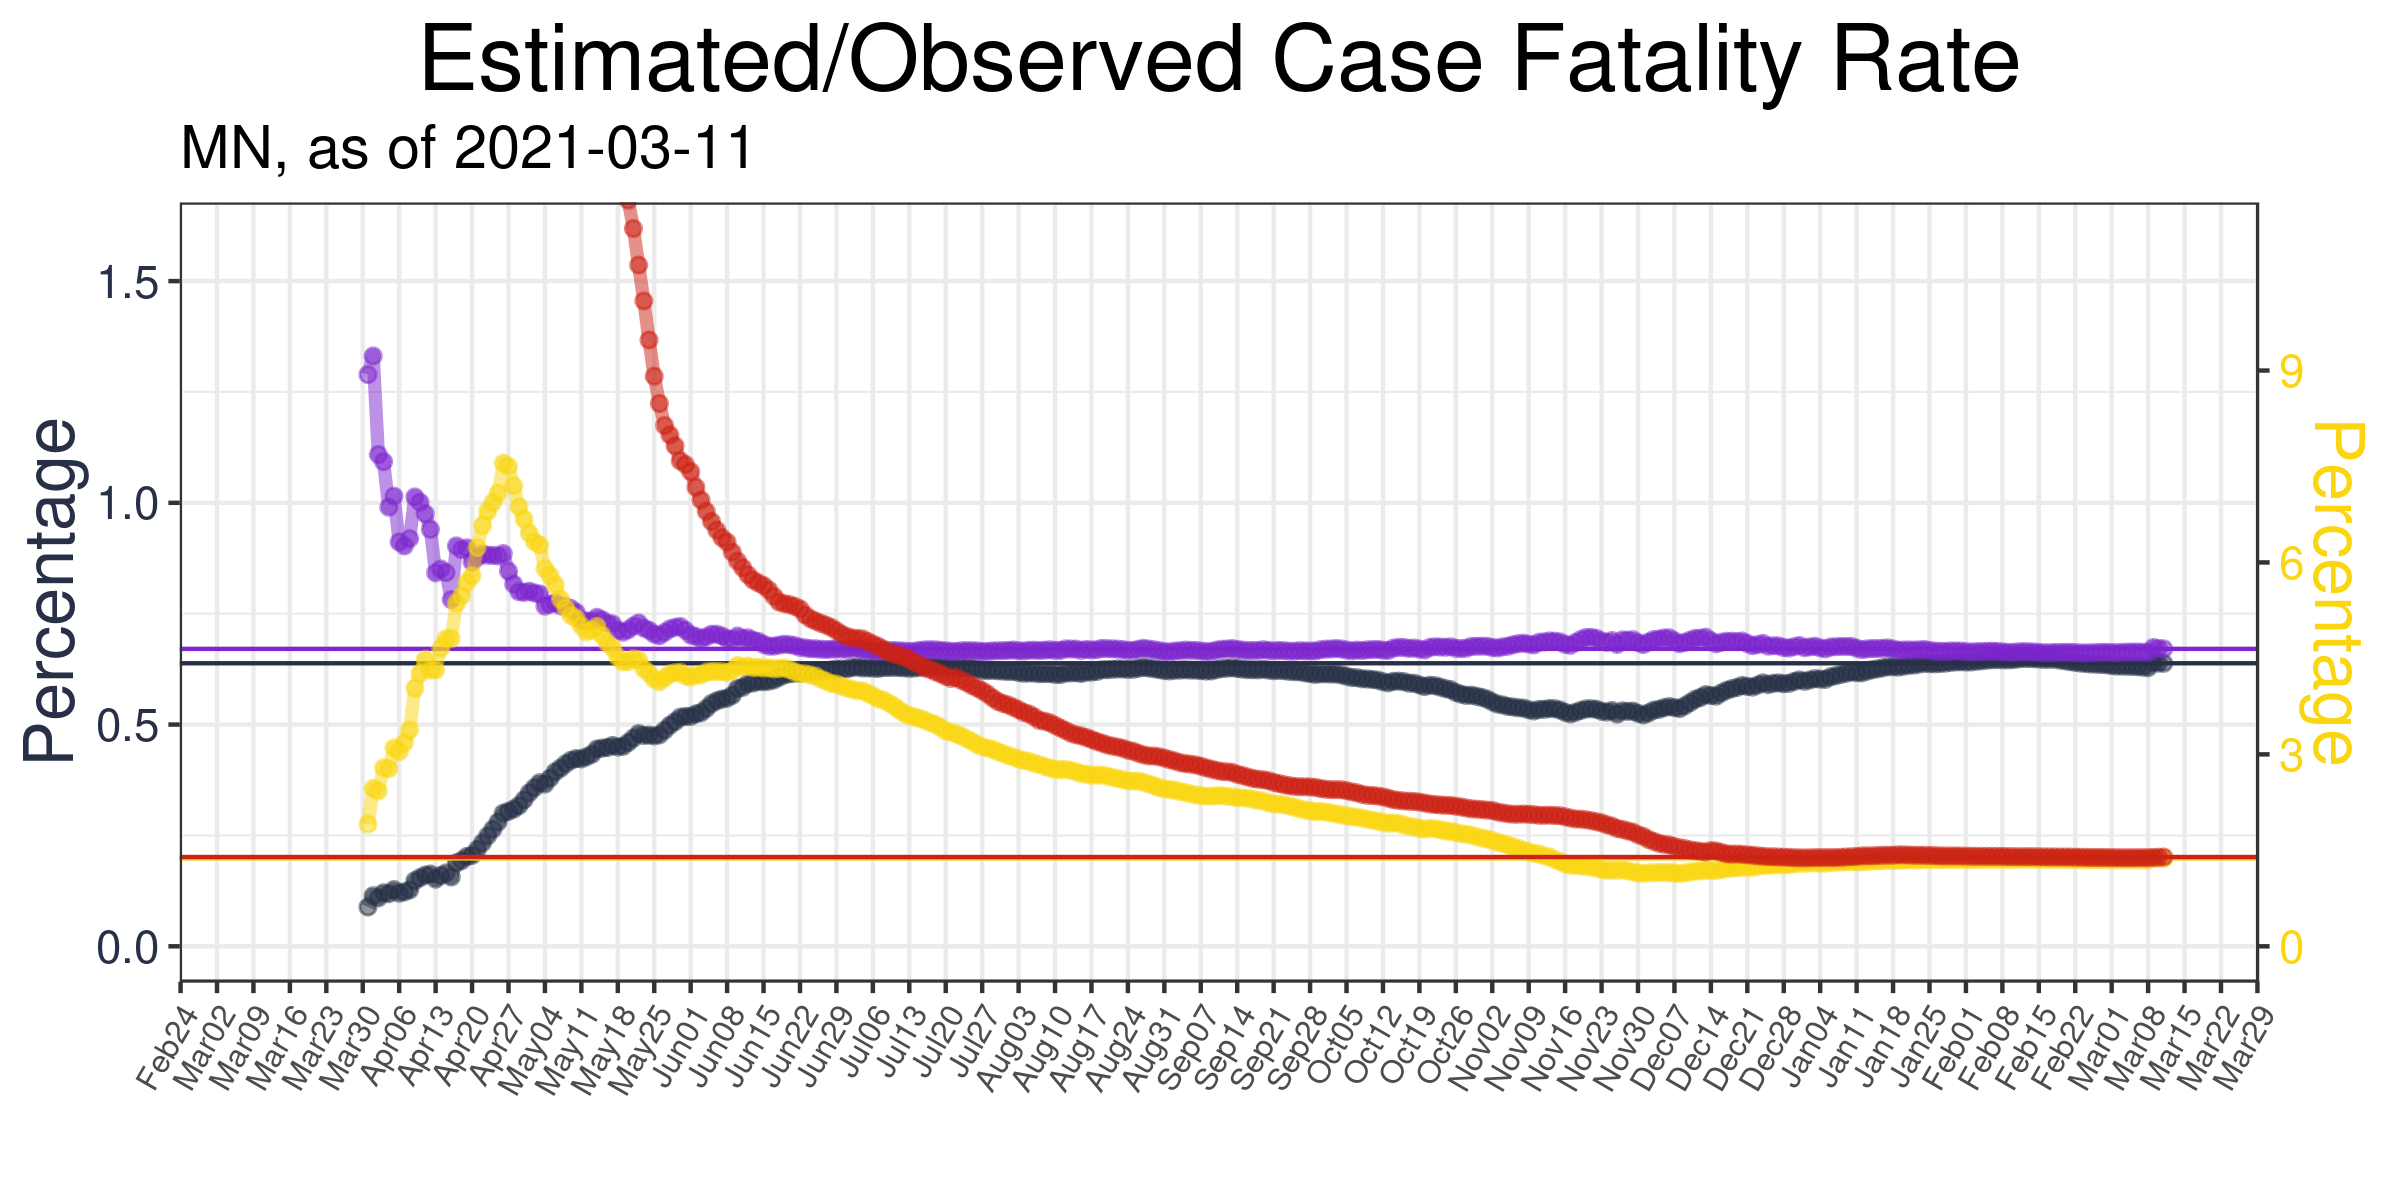 Estimated/Observed Case Fatality Rate
MN, as of 2021-03-11
Percentage
1.5
1.0
0.5
0.0
9
6
3
0
Percentage
Feb24
Mar02
Mar09
Mar16
Mar23
Mar30
Apr06
Apr13
Apr20
Apr27
May04
May11
May18
May25
Jun01
Jun08
Jun15
Jun22
Jun29
Jul06
Jul13
Jul20
Jul27
Aug03
Aug10
Aug17
Aug24
Aug31
Sep07
Sep14
Sep21
Sep28
Oct05
Oct12
Oct19
Oct26
Nov02
Nov09
Nov16
Nov23
Nov30
Dec07
Dec14
Dec21
Dec28
Jan04
Jan11
Jan18
Jan25
Feb01
Feb08
Feb15
Feb22
Mar01
Mar08
Mar15
Mar22
Mar29